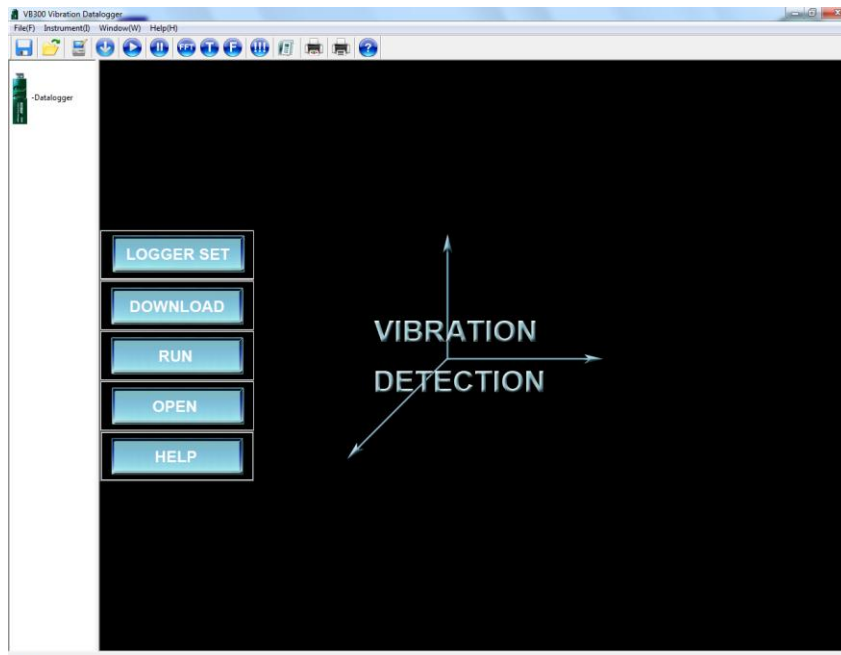 VB300 Vibration Datalogger
File(F) Instrument(I) Window(W) Help(H)
FFT T F
-Datalogger
LOGGER SET
DOWNLOAD
RUN
OPEN
HELP
VIBRATION
DETECTION